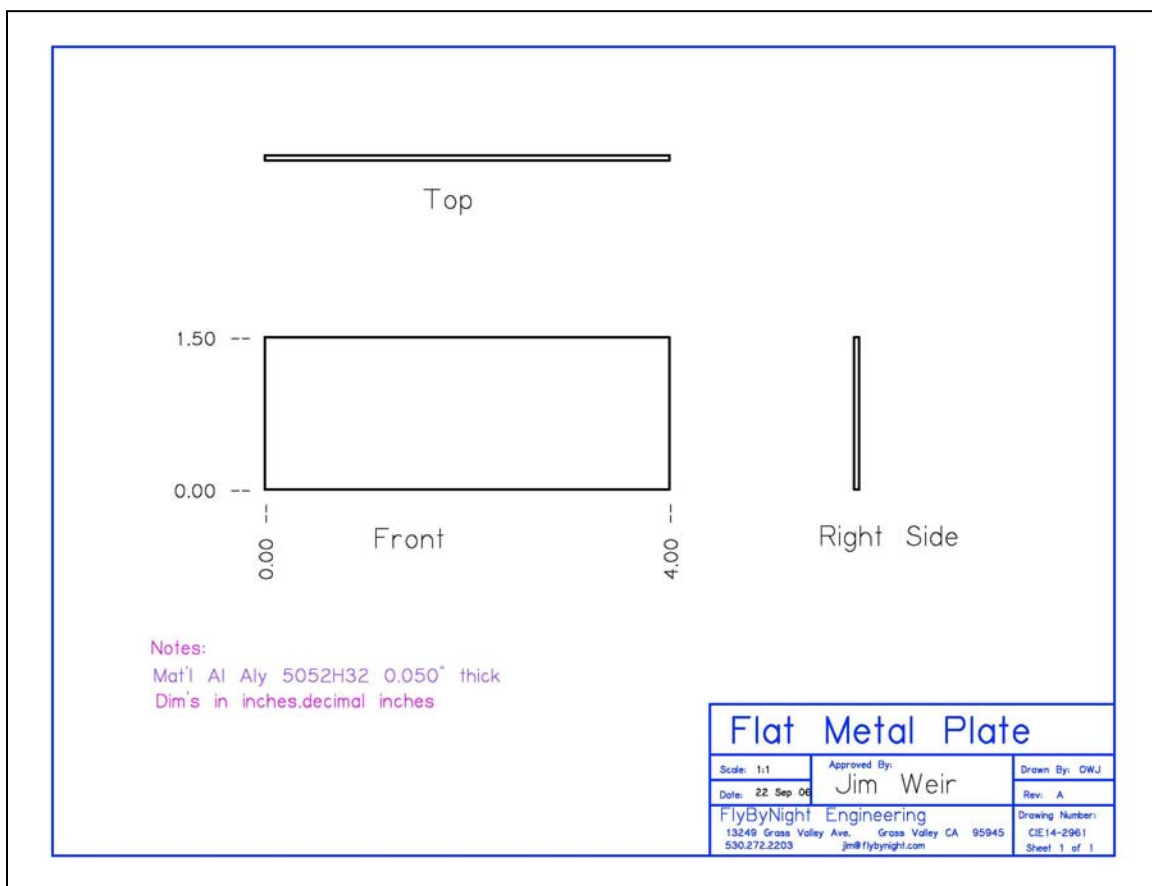 Top
1.50 --
0.00 --
0.00
4.00
Front
Right Side
Notes:
Mat'l Al Aly 5052H32 0.050" thick
Dim's in inches.decimal inches
Flat Metal Plate
Scale: 1:1
Approved By:
Jim Weir
Drawn By: OWJ
Date: 22 Sep 06
Rev: A
FlyByNight Engineering
13249 Grass Valley Ave. Grass Valley CA 95945
530.272.2203 jim@flybynight.com
Drawing Number:
CIE14-2961
Sheet 1 of 1